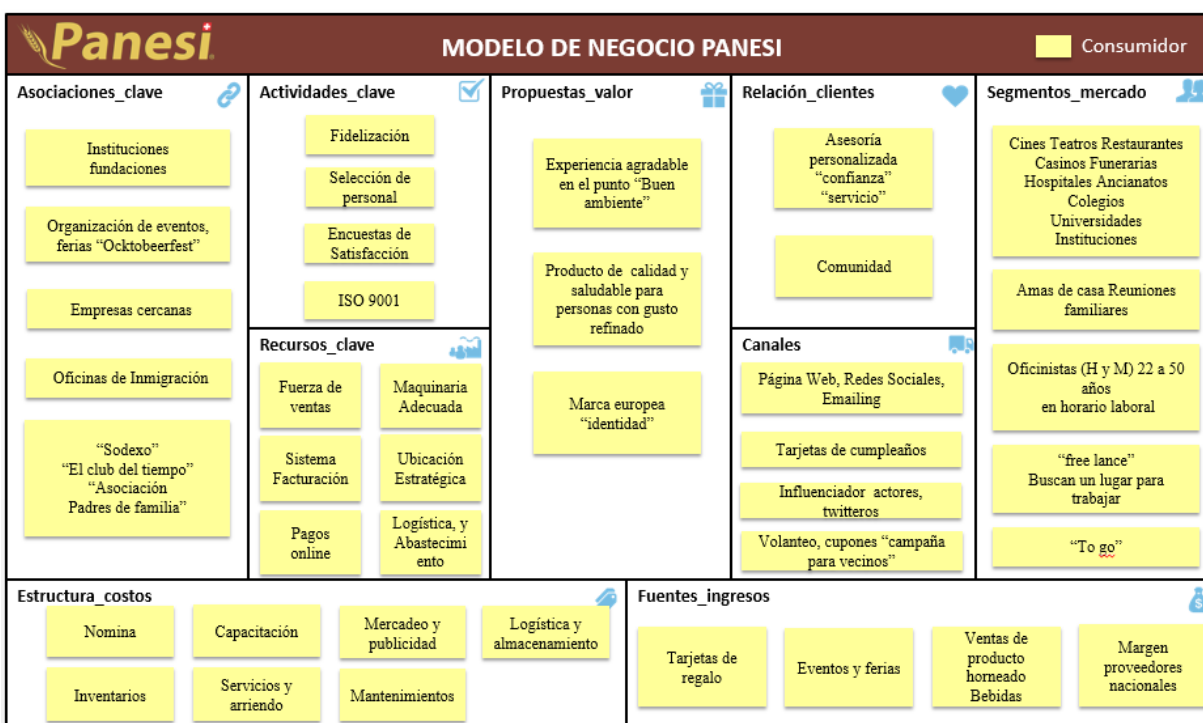 Panesi
MODELO DE NEGOCIO PANESI
Consumidor
Asociaciones_clave
Instituciones
fundaciones
Organización de eventos,
ferias “Ocktobeerfest”
Empresas cercanas
Oficinas de Inmigración
“Sodexo”
“El club del tiempo”
“Asociación
Padres de familia”
Actividades_clave
Fidelización
Selección de
personal
Encuestas de
Satisfacción
ISO 9001
Recursos_clave
Fuerza de
ventas
Maquinaria
Adecuada
Sistema
Facturación
Ubicación
Estratégica
Pagos
online
Logística, y
Abastecimi
ento
Propuestas_valor
Experiencia agradable
en el punto “Buen
ambiente”
Producto de calidad y
saludable para
personas con gusto
refinado
Marca europea
“identidad”
Relación_clientes
Asesoría
personalizada
“confianza”
“servicio”
Comunidad
Canales
Página Web, Redes Sociales,
Emailing
Tarjetas de cumpleaños
Influenciador actores,
twitteros
Volanteo, cupones “campaña
para vecinos”
Segmentos_mercado
Cines Teatros Restaurantes
Casinos Funerarias
Hospitales Ancianatos
Colegios
Universidades
Instituciones
Amas de casa Reuniones
familiares
Oficinistas (H y M) 22 a 50
años
en horario laboral
“free lance”
Buscan un lugar para
trabajar
“To go”
Estructura_costos
Nomina
Capacitación
Mercadeo y
publicidad
Logística y
almacenamiento
Inventarios
Servicios y
arriendo
Mantenimientos
Fuentes_ingresos
Tarjetas de
regalo
Eventos y ferias
Ventas de
producto
horneado
Bebidas
Margen
proveedores
nacionales